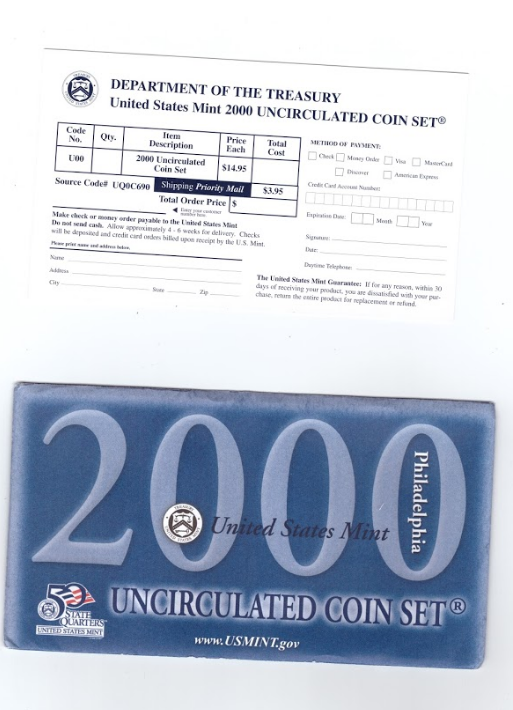 DEPARTMENT OF THE TREASURY
United States Mint 2000 UNCIRCULATED COIN SET®
Code No.
Qty.
Item Description
Price Each
Total Cost
U00
2000 Uncirculated Coin Set
$14.95
Source Code# UQ0C690
Shipping Priority Mail
$3.95
Total Order Price $
Enter your customer number here
Make check or money order payable to the United States Mint
Do not send cash. Allow approximately 4 - 6 weeks for delivery. Checks
will be deposited and credit card orders billed upon receipt by the U.S. Mint.
Please print name and address below.
Name
Address
City State Zip
METHOD OF PAYMENT:
Check Money Order Visa MasterCard
Discover American Express
Credit Card Account Number:
Expiration Date: Month Year
Signature:
Date:
Daytime Telephone:
The United States Mint Guarantee: If for any reason, within 30
days of receiving your product, you are dissatisfied with your pur-
chase, return the entire product for replacement or refund.
2000
Philadelphia
United States Mint
50 STATE
QUARTERS
UNITED STATES MINT
UNCIRCULATED COIN SET®
www.USMINT.gov